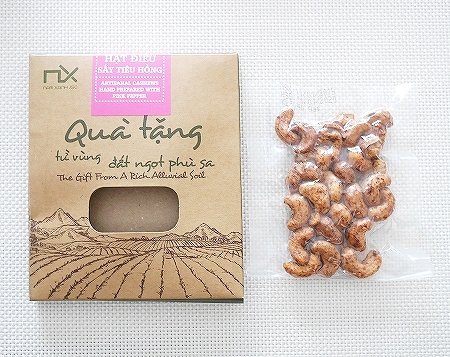 HẠT ĐIỀU
SẤY TIÊU HỒNG
ARTISANAL CASHEWS
HAND PREPARED WITH
PINK PEPPER
Quà tặng
từ vùng đất ngọt phù sa
The Gift From A Rich Alluvial Soil